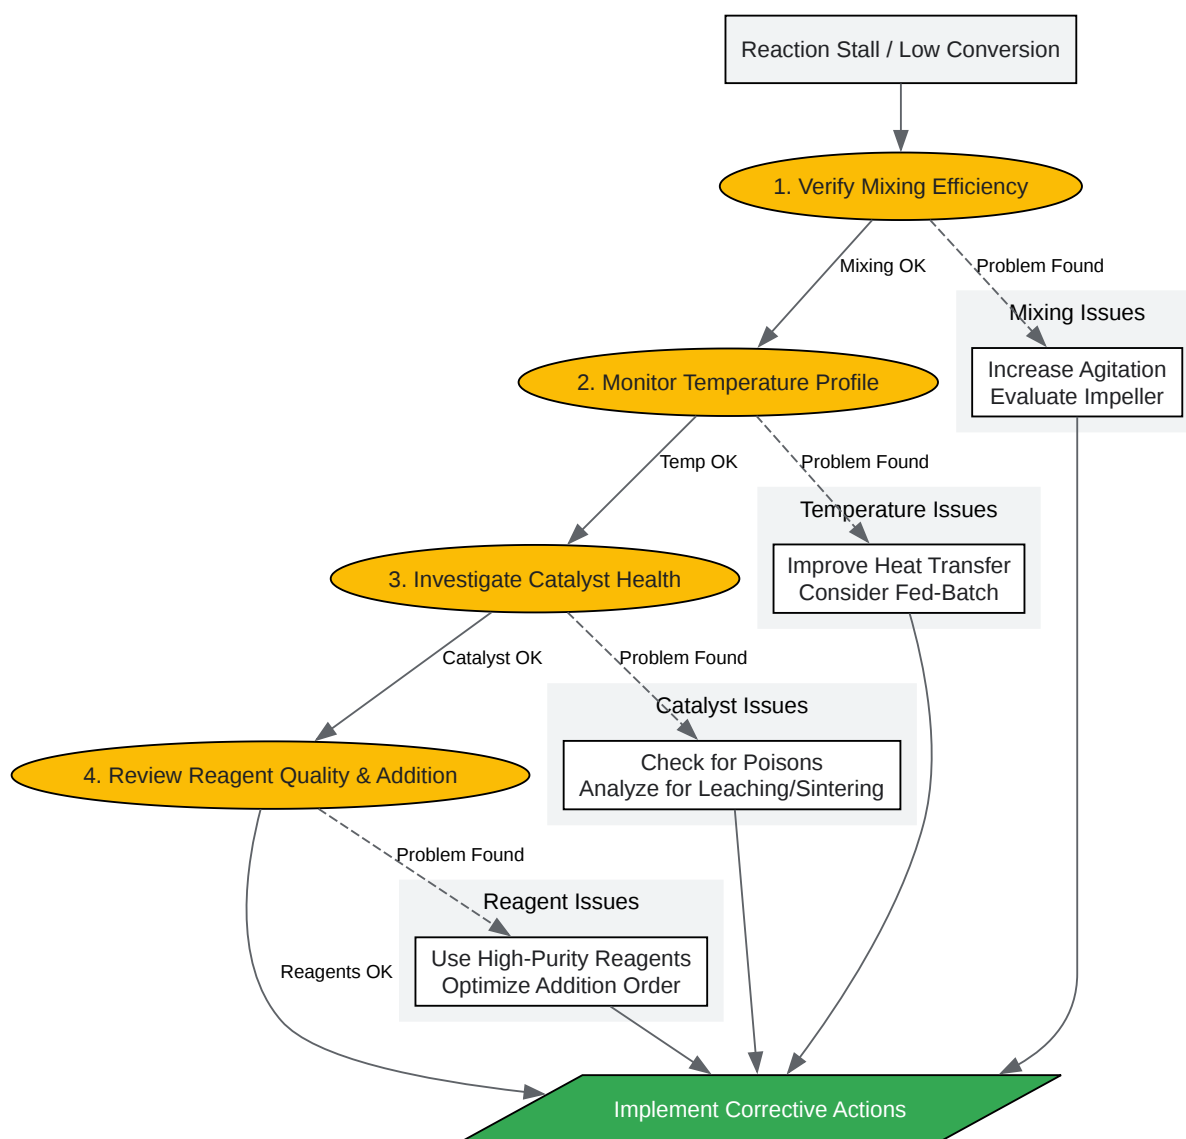 Reaction Stall / Low Conversion
1. Verify Mixing Efficiency
Mixing OK
Problem Found
Mixing Issues
Increase Agitation
Evaluate Impeller
2. Monitor Temperature Profile
Temp OK
Problem Found
Temperature Issues
Improve Heat Transfer
Consider Fed-Batch
3. Investigate Catalyst Health
Catalyst OK
Problem Found
Catalyst Issues
Check for Poisons
Analyze for Leaching/Sintering
4. Review Reagent Quality & Addition
Problem Found
Reagent Issues
Use High-Purity Reagents
Optimize Addition Order
Reagents OK
Implement Corrective Actions